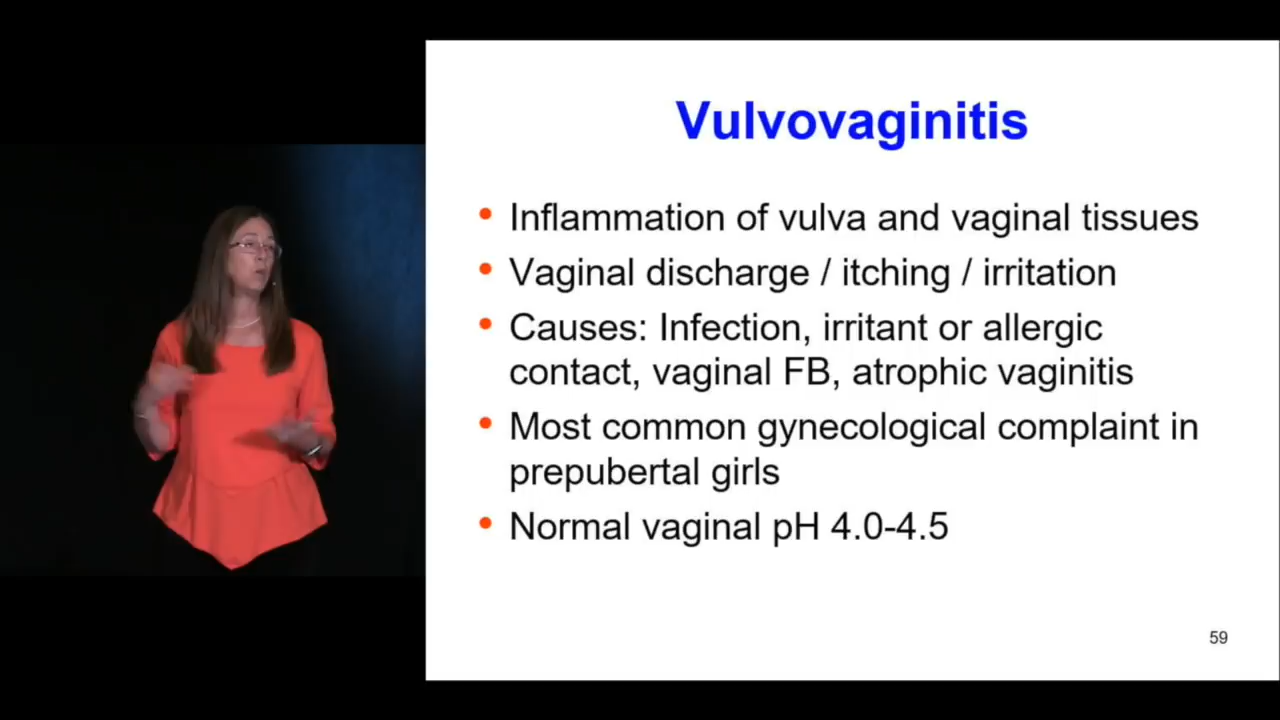 Vulvovaginitis
• Inflammation of vulva and vaginal tissues
• Vaginal discharge / itching / irritation
• Causes: Infection, irritant or allergic
contact, vaginal FB, atrophic vaginitis
• Most common gynecological complaint in
prepubertal girls
• Normal vaginal pH 4.0-4.5
59